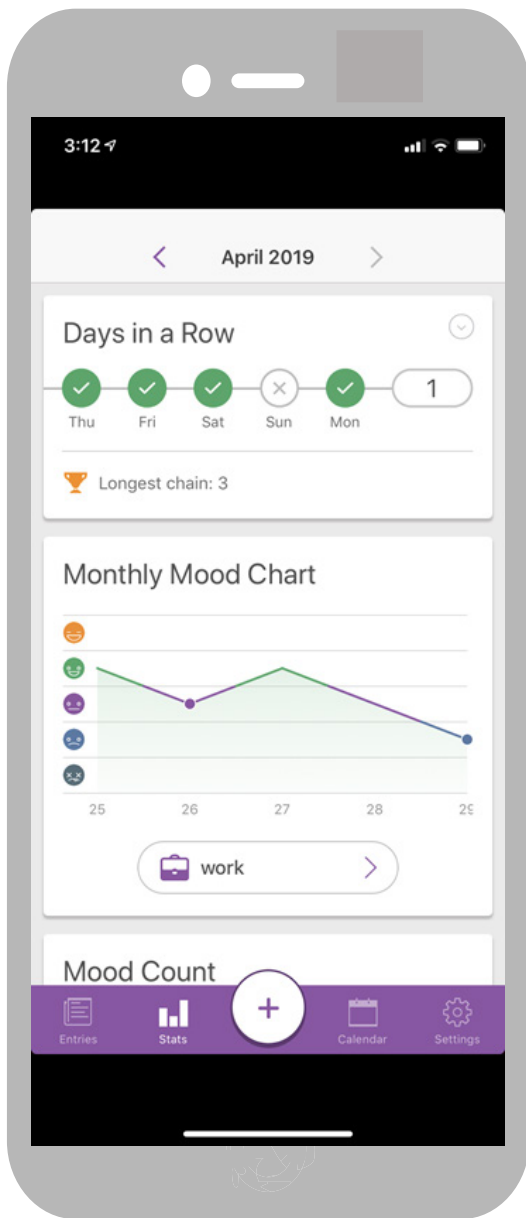 3:12
April 2019
Days in a Row
1
Thu Fri Sat Sun Mon
Longest chain: 3
Monthly Mood Chart
25 26 27 28 29
work
Mood Count
+
Entries Stats Calendar Settings